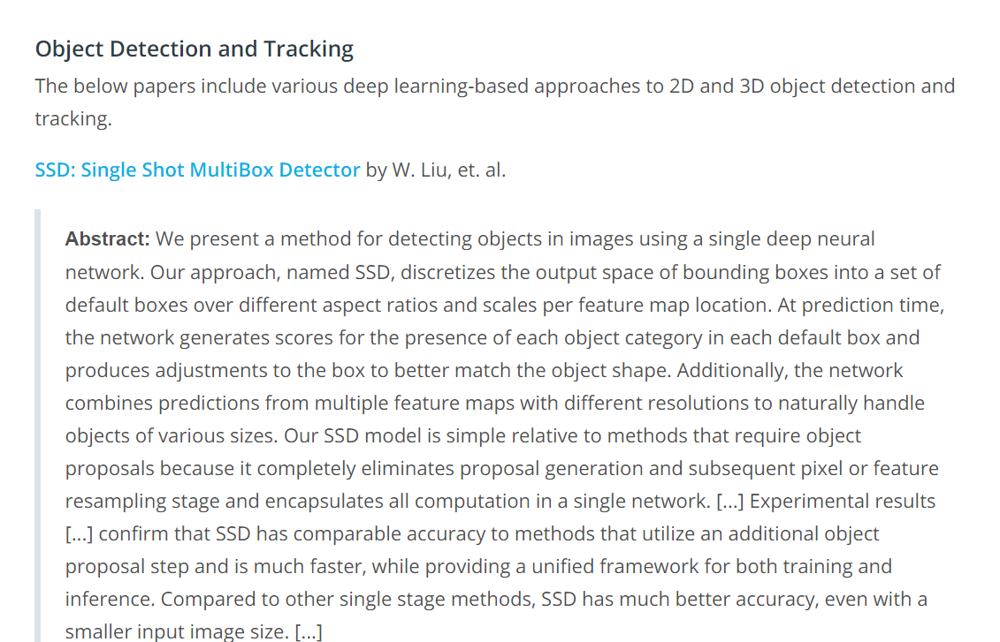 Object Detection and Tracking
The below papers include various deep learning-based approaches to 2D and 3D object detection and
tracking.
SSD: Single Shot MultiBox Detector by W. Liu, et. al.
Abstract: We present a method for detecting objects in images using a single deep neural
network. Our approach, named SSD, discretizes the output space of bounding boxes into a set of
default boxes over different aspect ratios and scales per feature map location. At prediction time,
the network generates scores for the presence of each object category in each default box and
produces adjustments to the box to better match the object shape. Additionally, the network
combines predictions from multiple feature maps with different resolutions to naturally handle
objects of various sizes. Our SSD model is simple relative to methods that require object
proposals because it completely eliminates proposal generation and subsequent pixel or feature
resampling stage and encapsulates all computation in a single network. [...] Experimental results
[...] confirm that SSD has comparable accuracy to methods that utilize an additional object
proposal step and is much faster, while providing a unified framework for both training and
inference. Compared to other single stage methods, SSD has much better accuracy, even with a
smaller input image size. [...]